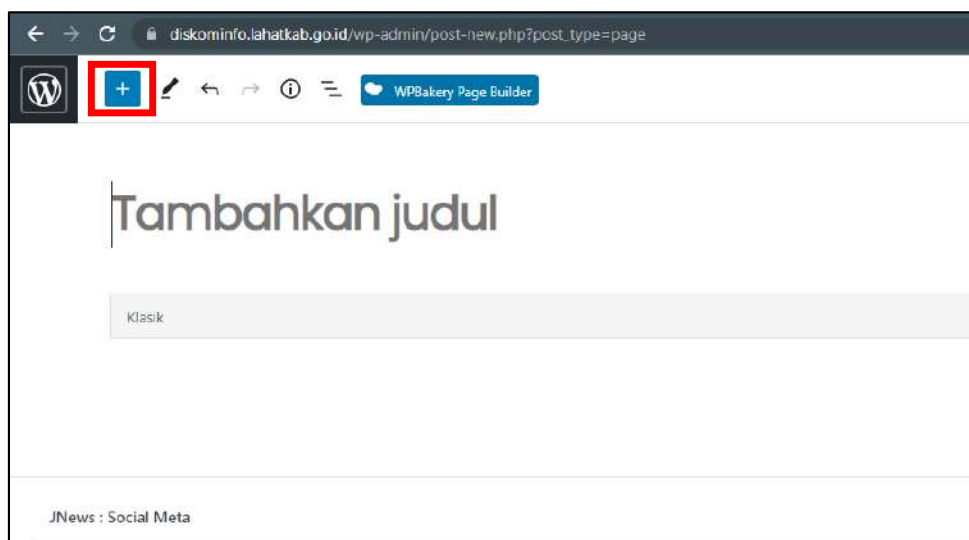 diskominfo.lahatkab.go.id/wp-admin/post-new.php?post_type=page
WPBakery Page Builder
Tambahkan judul
Klasik
JNews : Social Meta